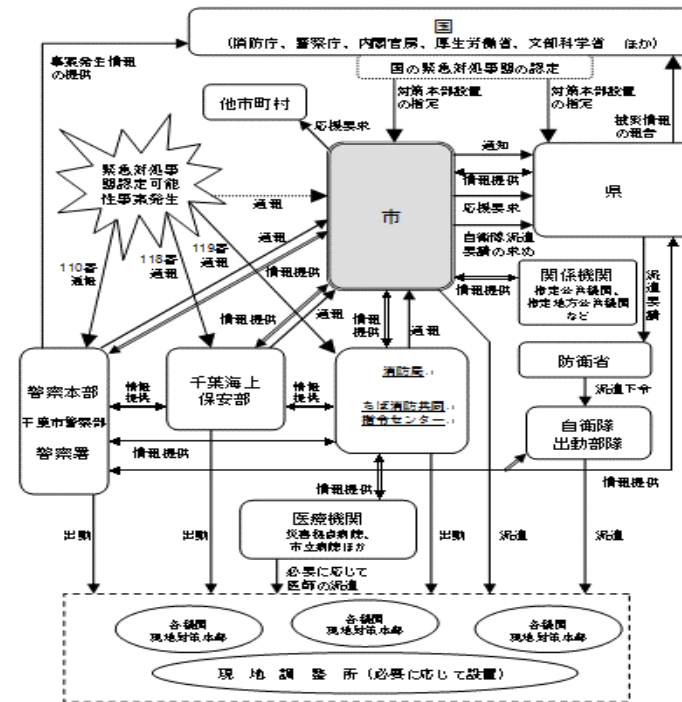 国
(消防庁、警察庁、内閣官房、厚生労働省、文部科学省　ほか)
国の緊急対処事態の認定
事案発生情報
の提供
対策本部設置
の指定
対策本部設置
の指定
被災情報
の報告
他市町村
応援要求
緊急対処事
態認定可能
性事案発生
通報
市
通知
情報提供
応援要求
自衛隊派遣
要請の求め
県
110番
通報
118番
通報
119番
通報
通報
情報提供
情報提供
通報
情報
提供
通報
情報提供
関係機関
指定公共機関、
指定地方公共機関
など
派遣要請
防衛省
派遣下令
自衛隊
出動部隊
警察本部
千葉市警察部
警察署
情報
提供
千葉海上
保安部
情報
提供
消防局
ちば消防共同
指令センター
情報提供
情報提供
情報提供
医療機関
災害拠点病院、
市立病院ほか
出動
出動
必要に応じて
医師の派遣
出動
派遣
派遣
各機関
現地対策本部
各機関
現地対策本部
各機関
現地対策本部
現　地　調　整　所 (必要に応じて設置)